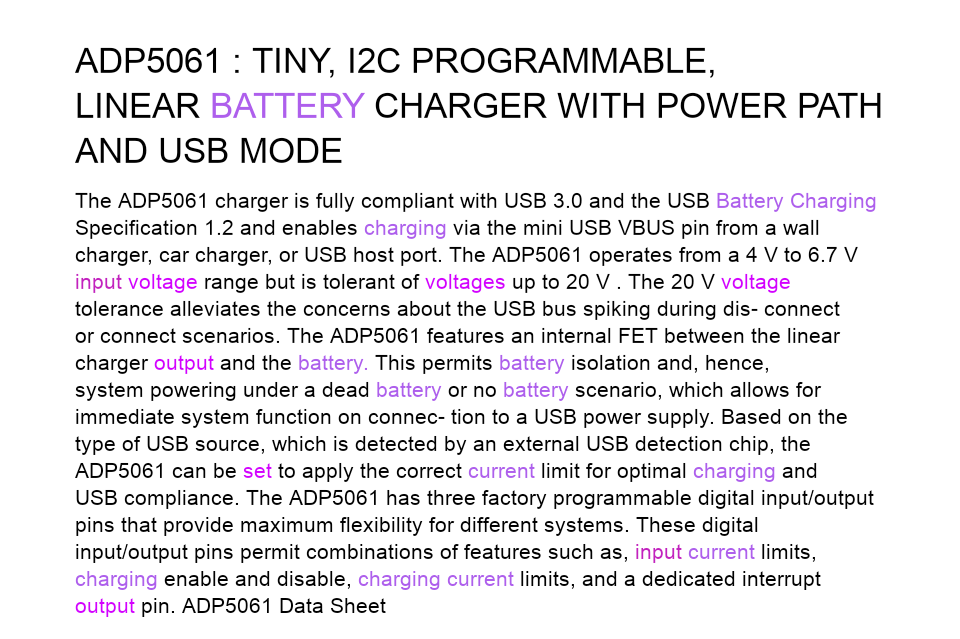 ADP5061 : TINY, I2C PROGRAMMABLE,
LINEAR BATTERY CHARGER WITH POWER PATH
AND USB MODE
The ADP5061 charger is fully compliant with USB 3.0 and the USB Battery Charging
Specification 1.2 and enables charging via the mini USB VBUS pin from a wall
charger, car charger, or USB host port. The ADP5061 operates from a 4 V to 6.7 V
input voltage range but is tolerant of voltages up to 20 V . The 20 V voltage
tolerance alleviates the concerns about the USB bus spiking during dis- connect
or connect scenarios. The ADP5061 features an internal FET between the linear
charger output and the battery. This permits battery isolation and, hence,
system powering under a dead battery or no battery scenario, which allows for
immediate system function on connec- tion to a USB power supply. Based on the
type of USB source, which is detected by an external USB detection chip, the
ADP5061 can be set to apply the correct current limit for optimal charging and
USB compliance. The ADP5061 has three factory programmable digital input/output
pins that provide maximum flexibility for different systems. These digital
input/output pins permit combinations of features such as, input current limits,
charging enable and disable, charging current limits, and a dedicated interrupt
output pin. ADP5061 Data Sheet